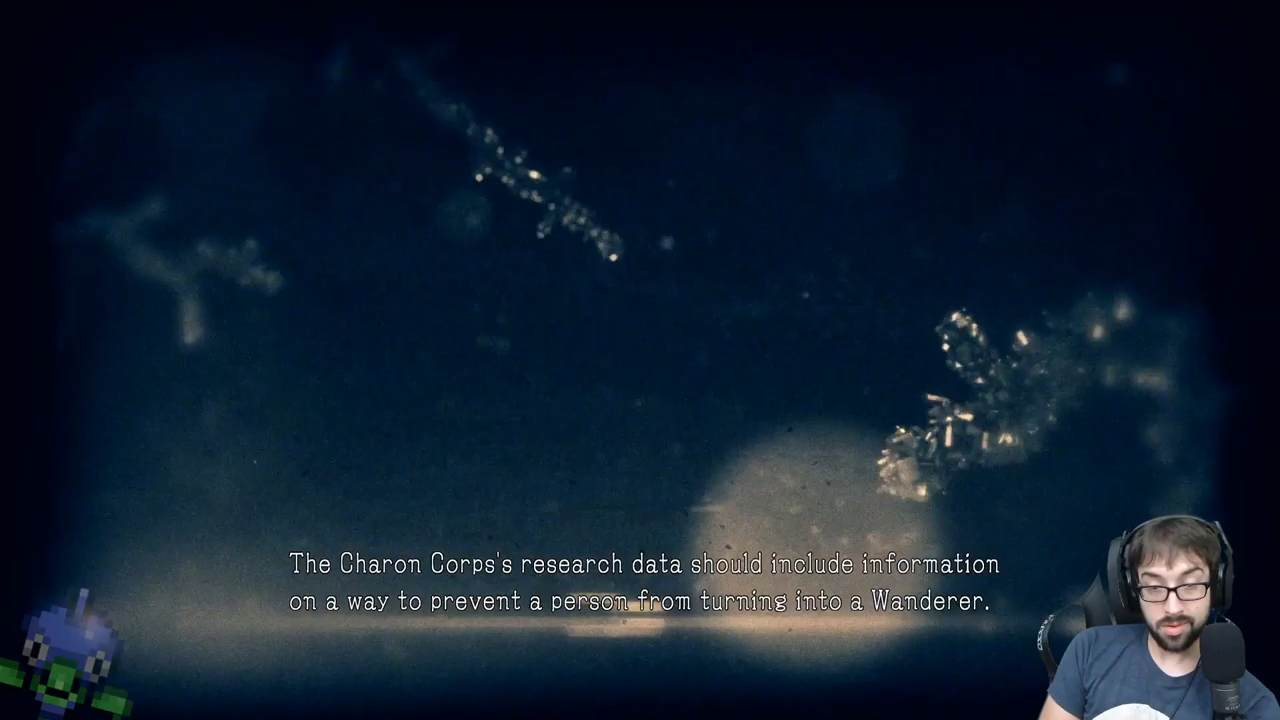 The Charon Corps's research data should include information
on a way to prevent a person from turning into a Wanderer.